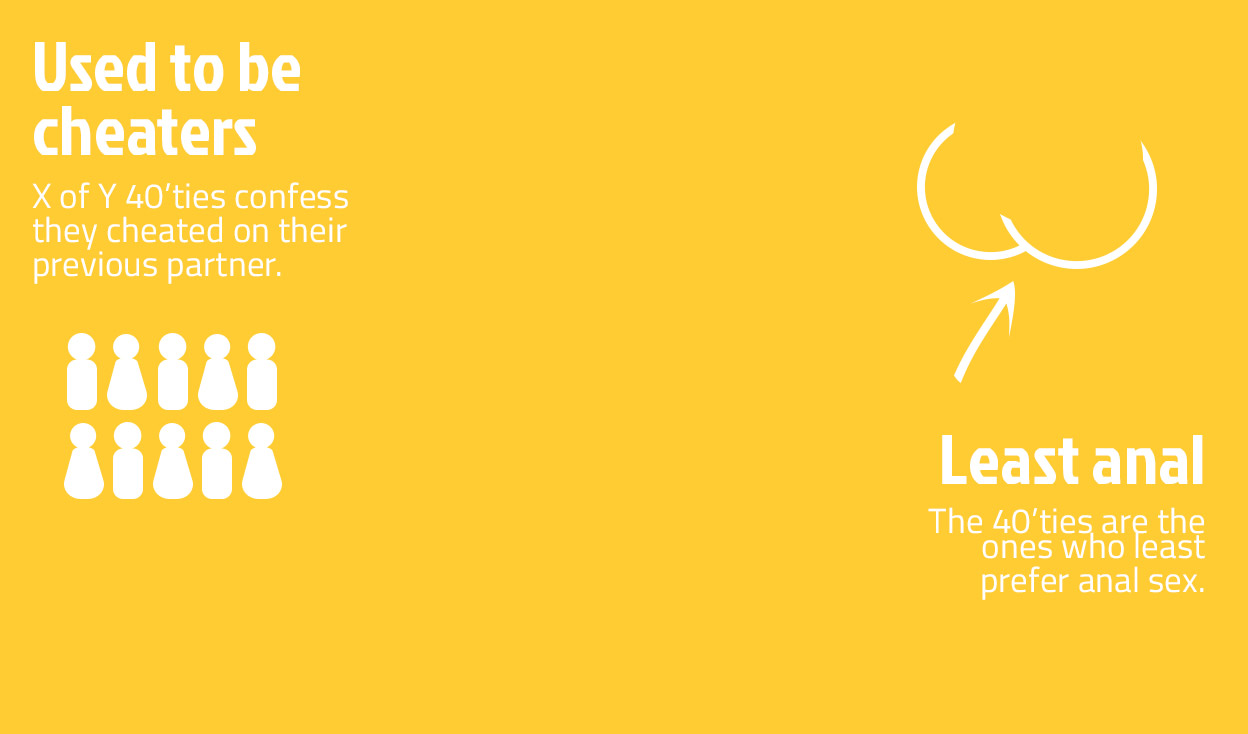 Used to be
cheaters
X of Y 40'ties confess
they cheated on their
previous partner.
Least anal
The 40'ties are the
ones who least
prefer anal sex.